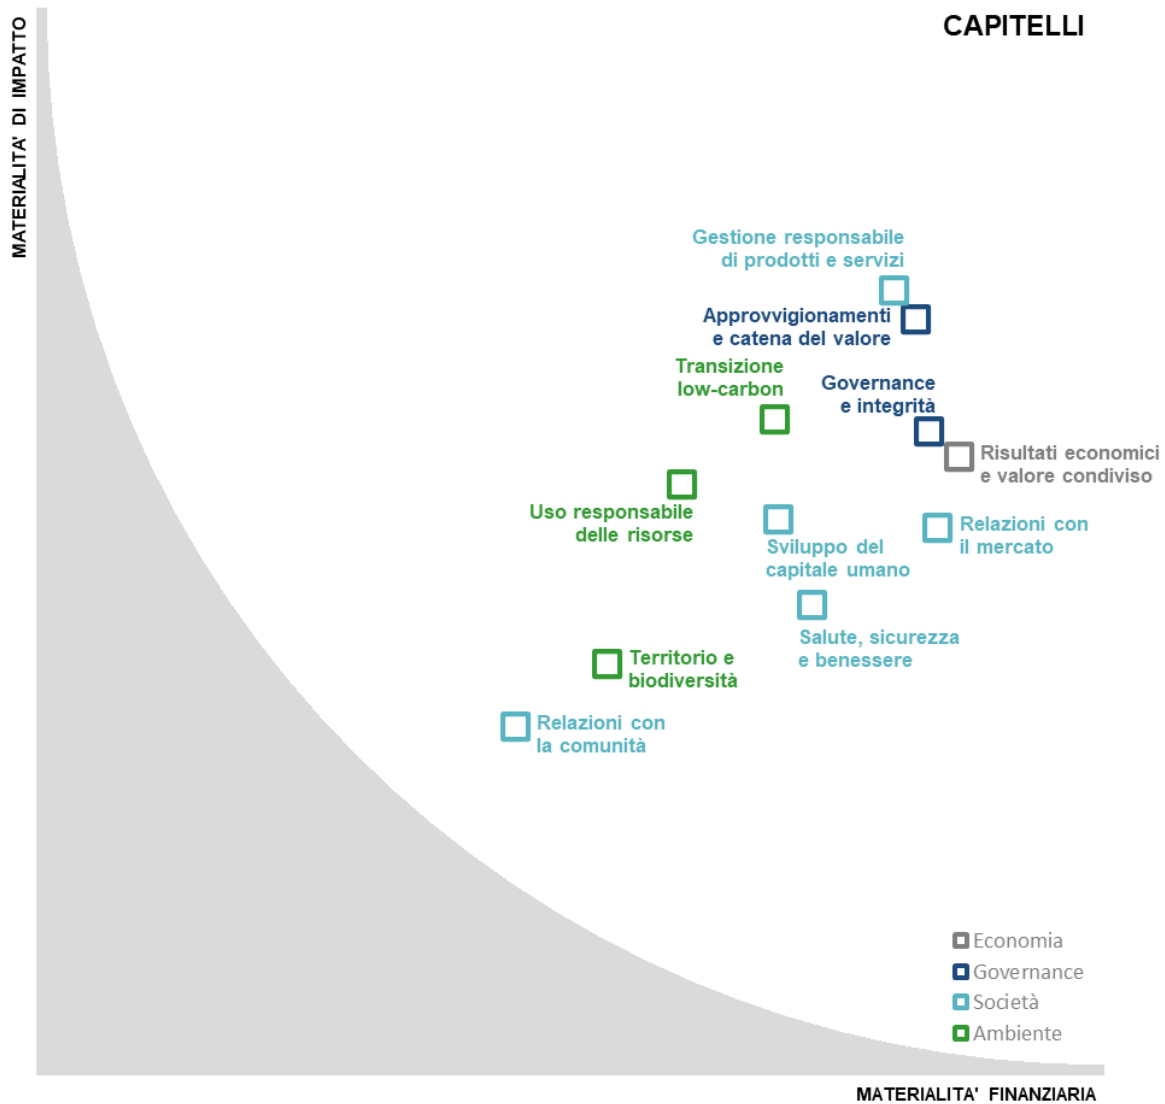 CAPITELLI
MATERIALITA' DI IMPATTO
Gestione responsabile
di prodotti e servizi
Approvvigionamenti
e catena del valore
Transizione
low-carbon
Governance
e integrità
Risultati economici
e valore condiviso
Uso responsabile
delle risorse
Relazioni con
il mercato
Sviluppo del
capitale umano
Salute, sicurezza
e benessere
Territorio e
biodiversità
Relazioni con
la comunità
Economia
Governance
Società
Ambiente
MATERIALITA' FINANZIARIA